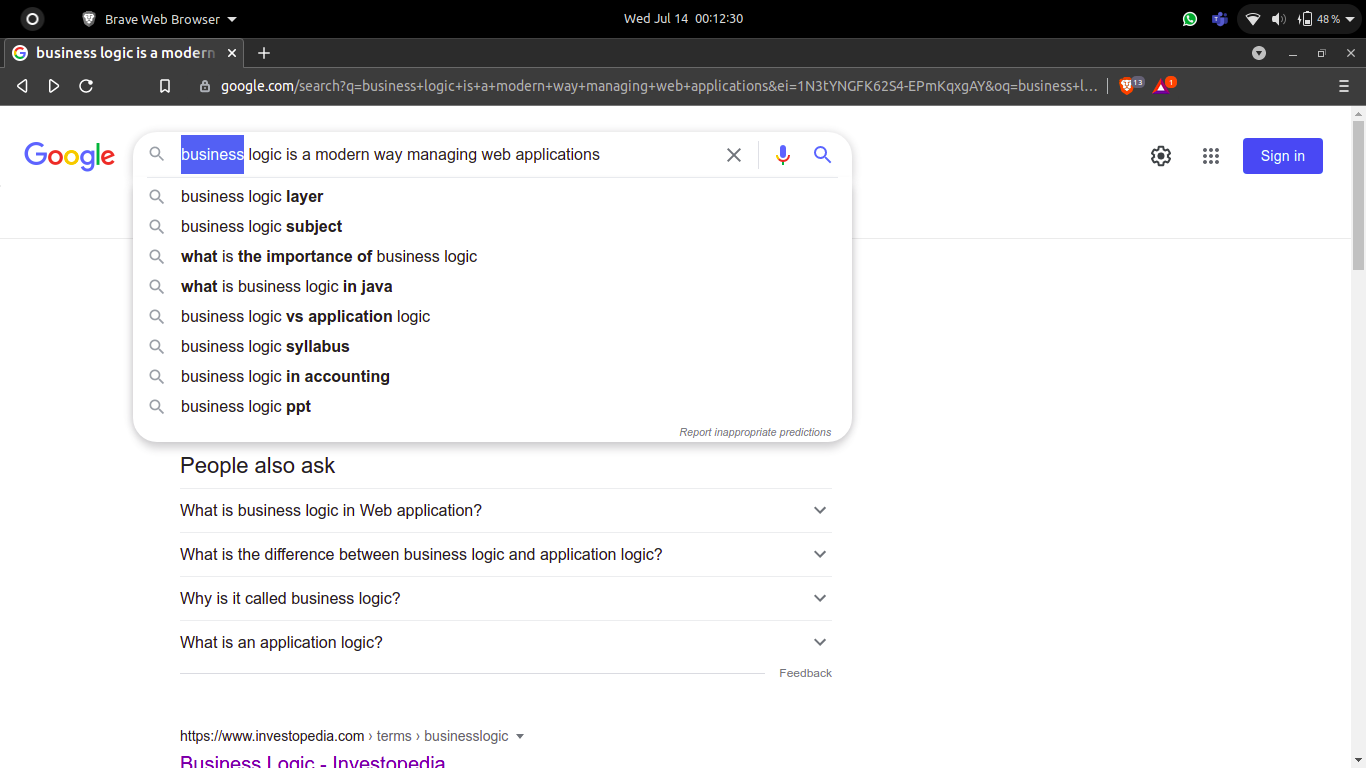 Brave Web Browser
Wed Jul 14 00:12:30
48 %
business logic is a modern
google.com/search?q=business+logic+is+a+modern+way+managing+web+applications&ei=1N3tYNGFK62S4-EPmKqxgAY&oq=business+l…
13
1
Google
business logic is a modern way managing web applications
Sign in
business logic layer
business logic subject
what is the importance of business logic
what is business logic in java
business logic vs application logic
business logic syllabus
business logic in accounting
business logic ppt
Report inappropriate predictions
People also ask
What is business logic in Web application?
What is the difference between business logic and application logic?
Why is it called business logic?
What is an application logic?
Feedback
https://www.investopedia.com › terms › businesslogic
Business Logic - Investopedia